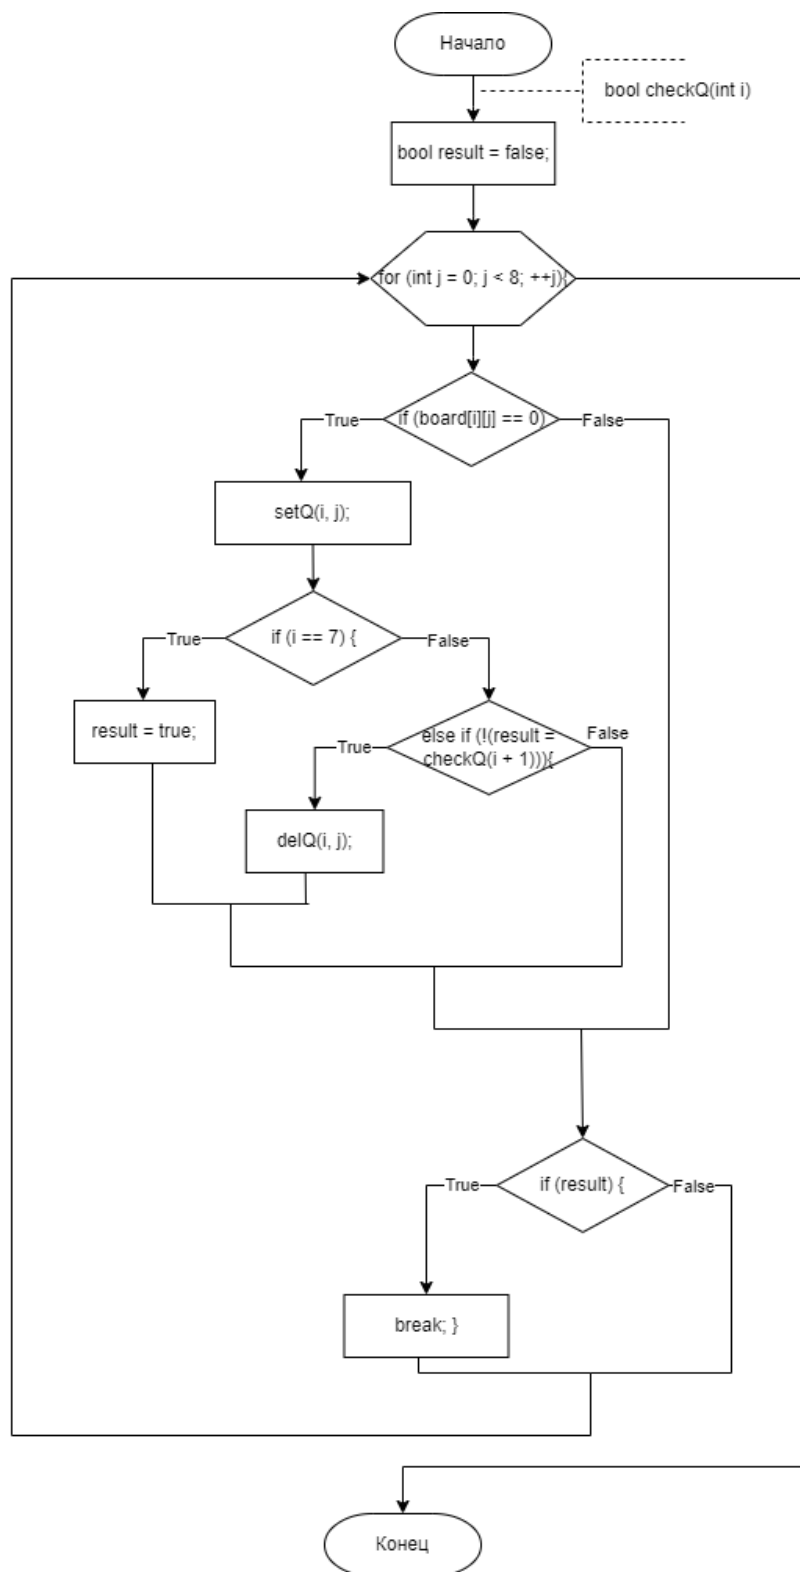 Начало
bool checkQ(int i)
bool result = false;
for (int j = 0; j < 8; ++j){
if (board[i][j] == 0)
True
False
setQ(i, j);
if (i == 7) {
True
False
result = true;
else if (!(result =
checkQ(i + 1))){
True
False
delQ(i, j);
if (result) {
True
False
break; }
Конец